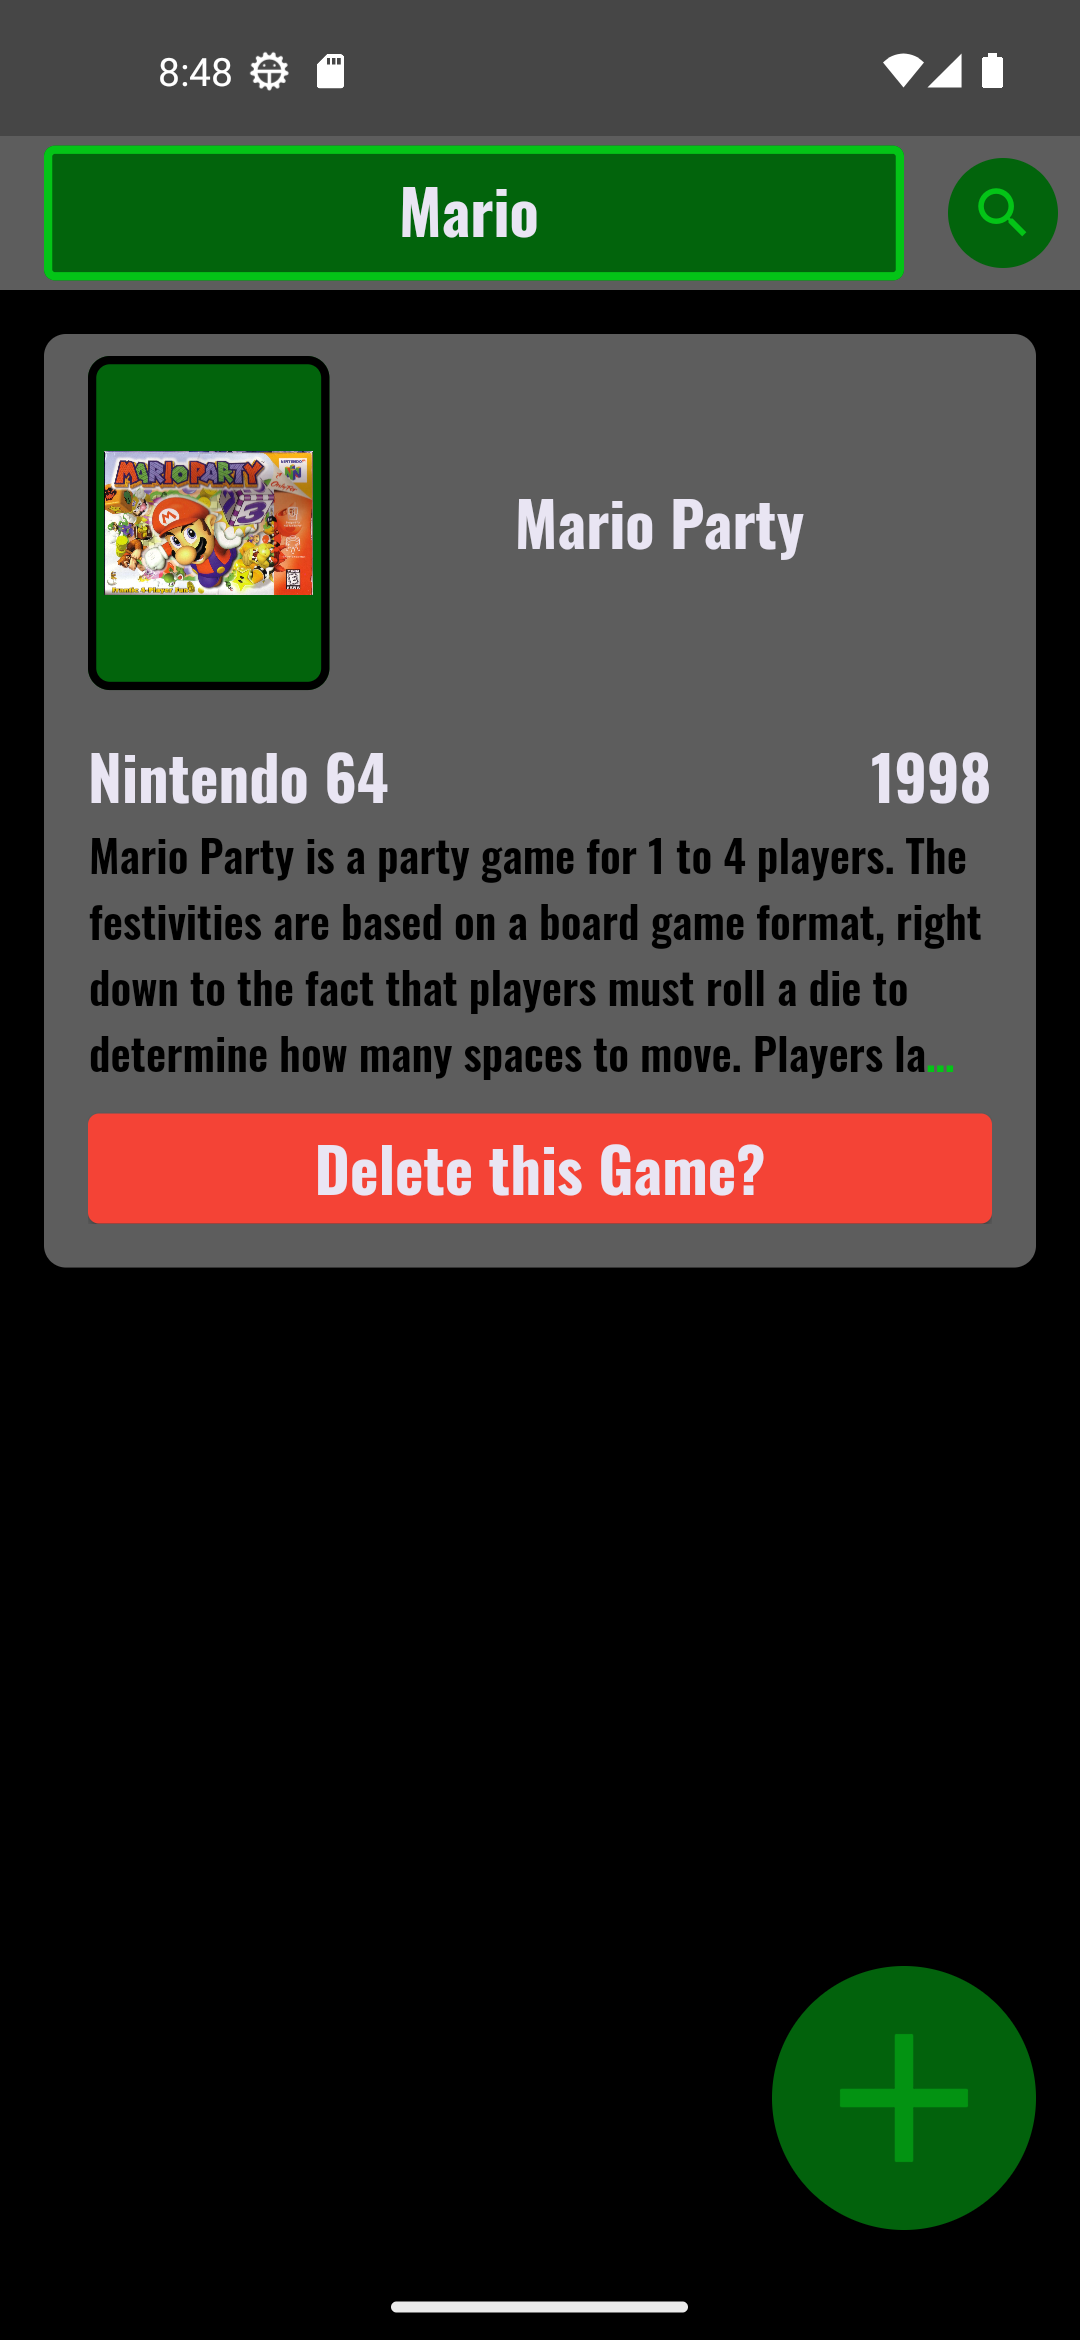 8:48
Mario
MARIO PARTY
Mario Party
Nintendo 64
1998
Mario Party is a party game for 1 to 4 players. The
festivities are based on a board game format, right
down to the fact that players must roll a die to
determine how many spaces to move. Players la...
Delete this Game?